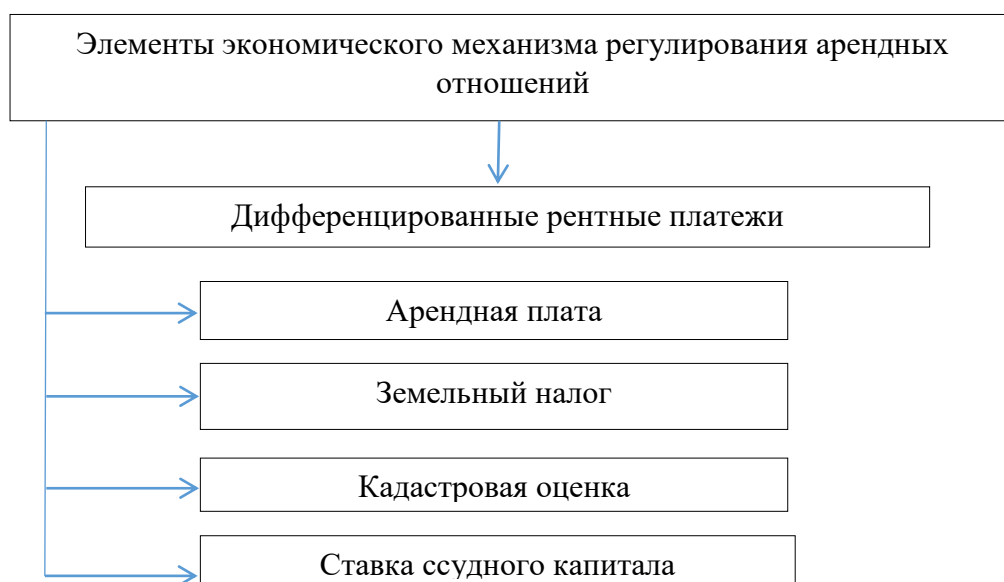 Элементы экономического механизма регулирования арендных
отношений
Дифференцированные рентные платежи
Арендная плата
Земельный налог
Кадастровая оценка
Ставка ссудного капитала